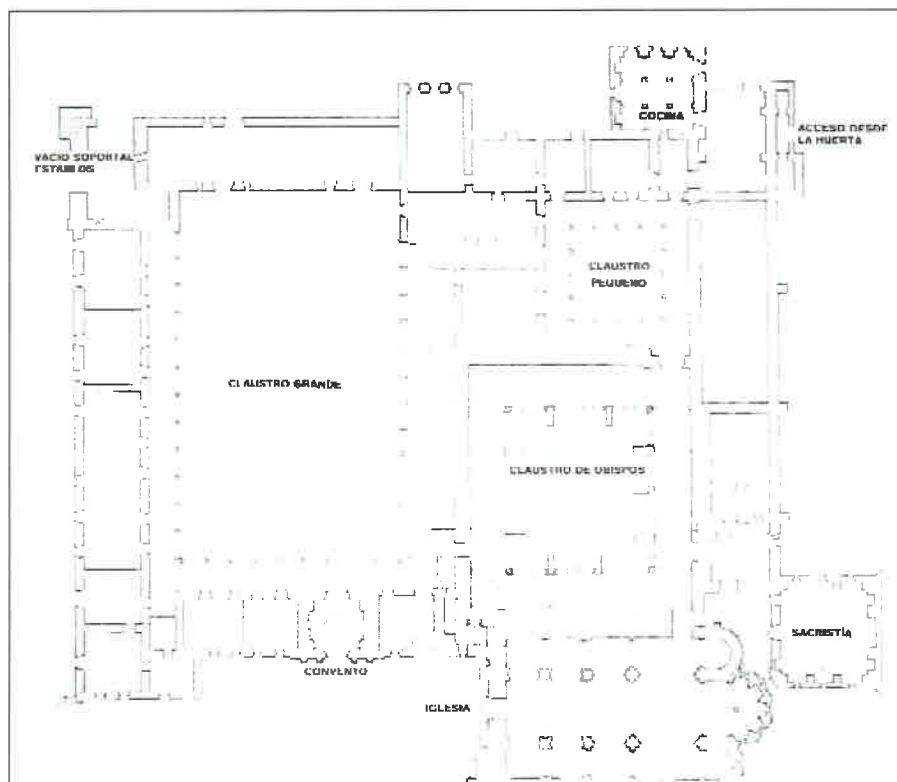 COCINA
ACCESO DESDE
LA HUERTA
VACIO SOPORTAL
ESTABLOS
CLAUSTRO
PEQUEÑO
CLAUSTRO GRANDE
CLAUSTRO DE OBISPOS
SACRISTÍA
CONVENTO
IGLESIA